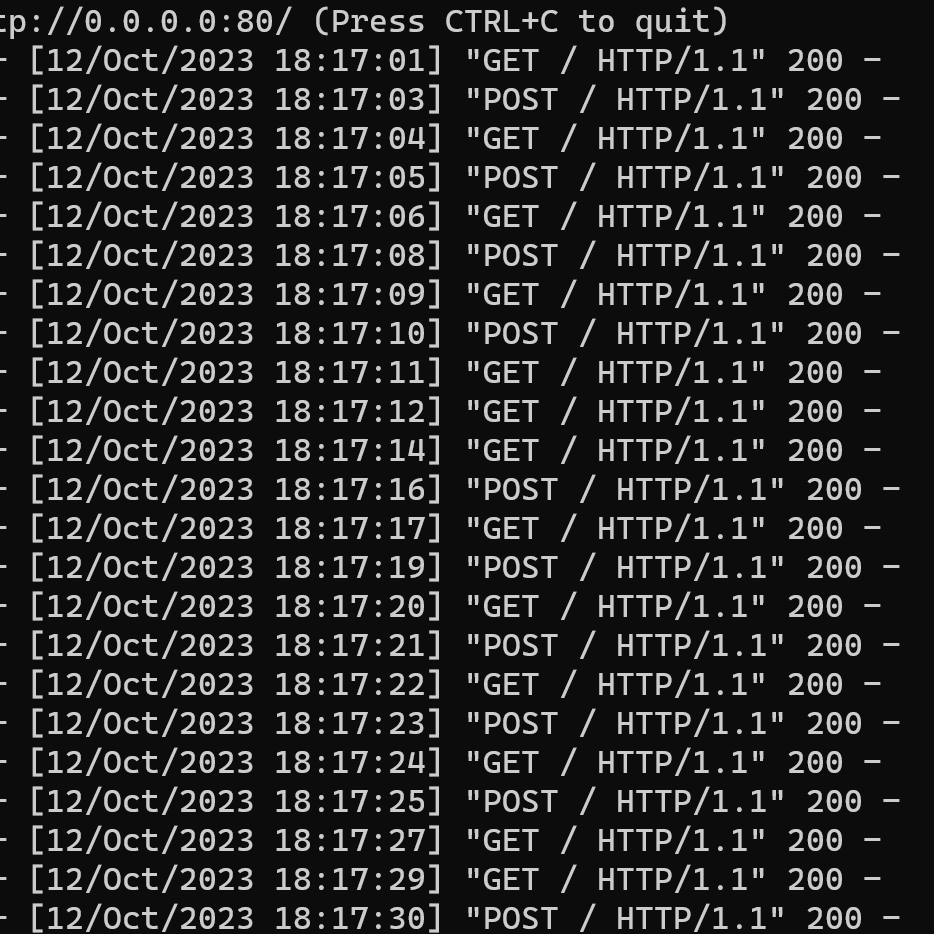 tp://0.0.0.0:80/ (Press CTRL+C to quit)
- [12/Oct/2023 18:17:01] "GET / HTTP/1.1" 200 -
- [12/Oct/2023 18:17:03] "POST / HTTP/1.1" 200 -
- [12/Oct/2023 18:17:04] "GET / HTTP/1.1" 200 -
- [12/Oct/2023 18:17:05] "POST / HTTP/1.1" 200 -
- [12/Oct/2023 18:17:06] "GET / HTTP/1.1" 200 -
- [12/Oct/2023 18:17:08] "POST / HTTP/1.1" 200 -
- [12/Oct/2023 18:17:09] "GET / HTTP/1.1" 200 -
- [12/Oct/2023 18:17:10] "POST / HTTP/1.1" 200 -
- [12/Oct/2023 18:17:11] "GET / HTTP/1.1" 200 -
- [12/Oct/2023 18:17:12] "GET / HTTP/1.1" 200 -
- [12/Oct/2023 18:17:14] "GET / HTTP/1.1" 200 -
- [12/Oct/2023 18:17:16] "POST / HTTP/1.1" 200 -
- [12/Oct/2023 18:17:17] "GET / HTTP/1.1" 200 -
- [12/Oct/2023 18:17:19] "POST / HTTP/1.1" 200 -
- [12/Oct/2023 18:17:20] "GET / HTTP/1.1" 200 -
- [12/Oct/2023 18:17:21] "POST / HTTP/1.1" 200 -
- [12/Oct/2023 18:17:22] "GET / HTTP/1.1" 200 -
- [12/Oct/2023 18:17:23] "POST / HTTP/1.1" 200 -
- [12/Oct/2023 18:17:24] "GET / HTTP/1.1" 200 -
- [12/Oct/2023 18:17:25] "POST / HTTP/1.1" 200 -
- [12/Oct/2023 18:17:27] "GET / HTTP/1.1" 200 -
- [12/Oct/2023 18:17:29] "GET / HTTP/1.1" 200 -
- [12/Oct/2023 18:17:30] "POST / HTTP/1.1" 200 -